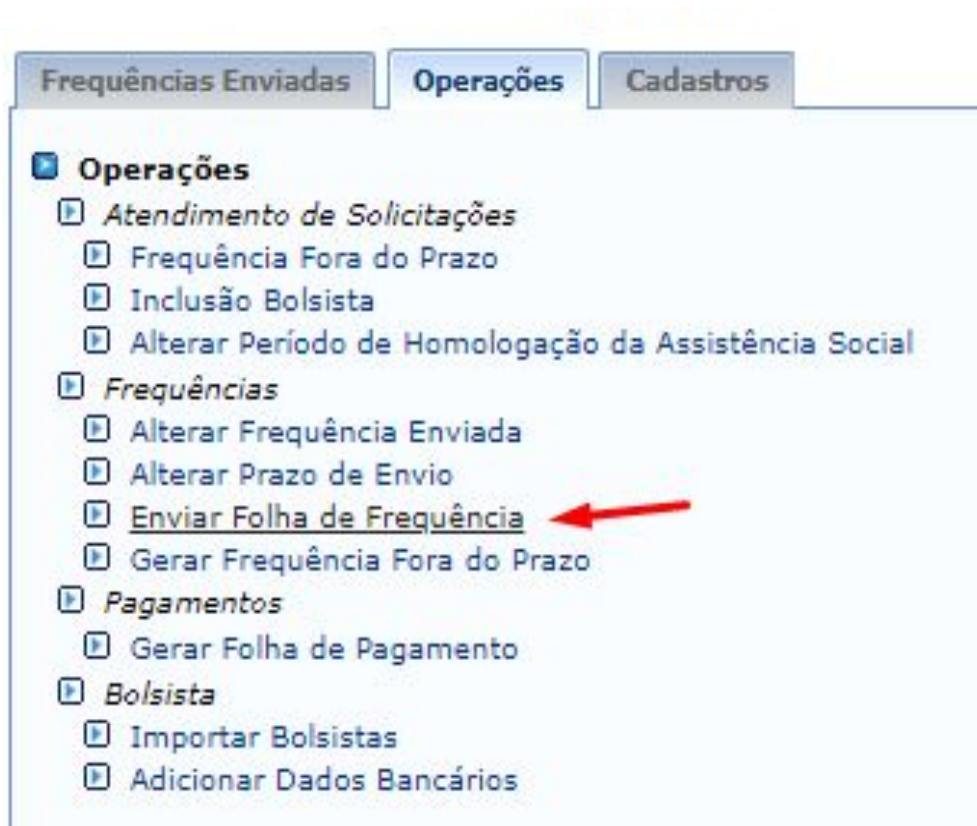 Frequências Enviadas Operações Cadastros
Operações
Atendimento de Solicitações
Frequência Fora do Prazo
Inclusão Bolsista
Alterar Período de Homologação da Assistência Social
Frequências
Alterar Frequência Enviada
Alterar Prazo de Envio
Enviar Folha de Frequência
Gerar Frequência Fora do Prazo
Pagamentos
Gerar Folha de Pagamento
Bolsista
Importar Bolsistas
Adicionar Dados Bancários